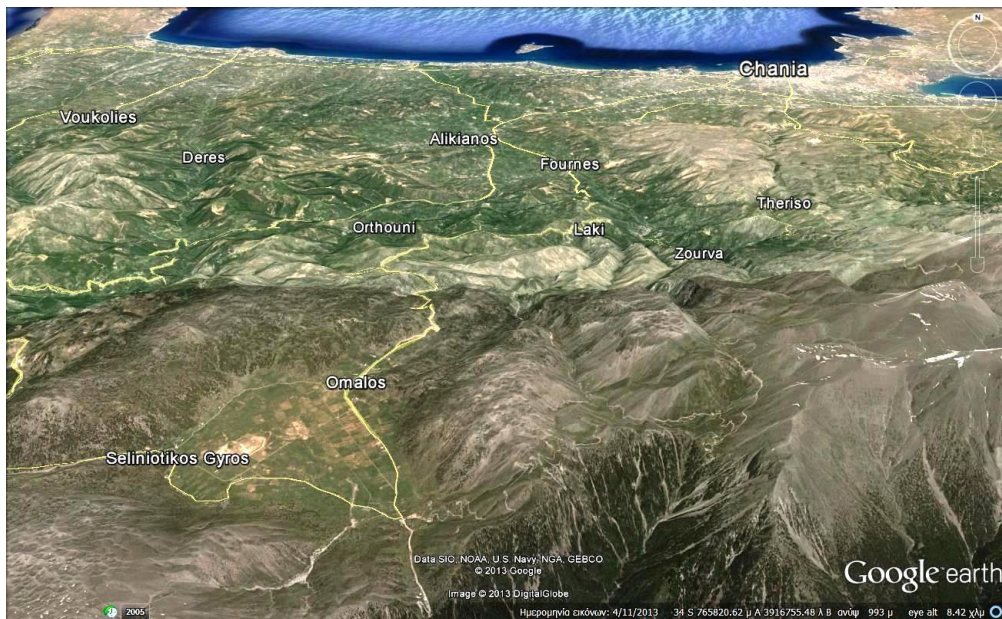 N
Chania
Voukolies
Alikianos
Deres
Fournes
Theriso
Orthouni
Laki
Zourva
Omalos
Seliniotikos Gyros
Data SIO, NOAA, U.S. Navy, NGA, GEBCO
© 2013 Google
Google earth
Image © 2013 DigitalGlobe
2005
Ημερομηνία εικόνων: 4/11/2013 34 S 765820.62 μ Α 3916755.48 λ Β ανύψ 993 μ eye alt 8.42 χλμ